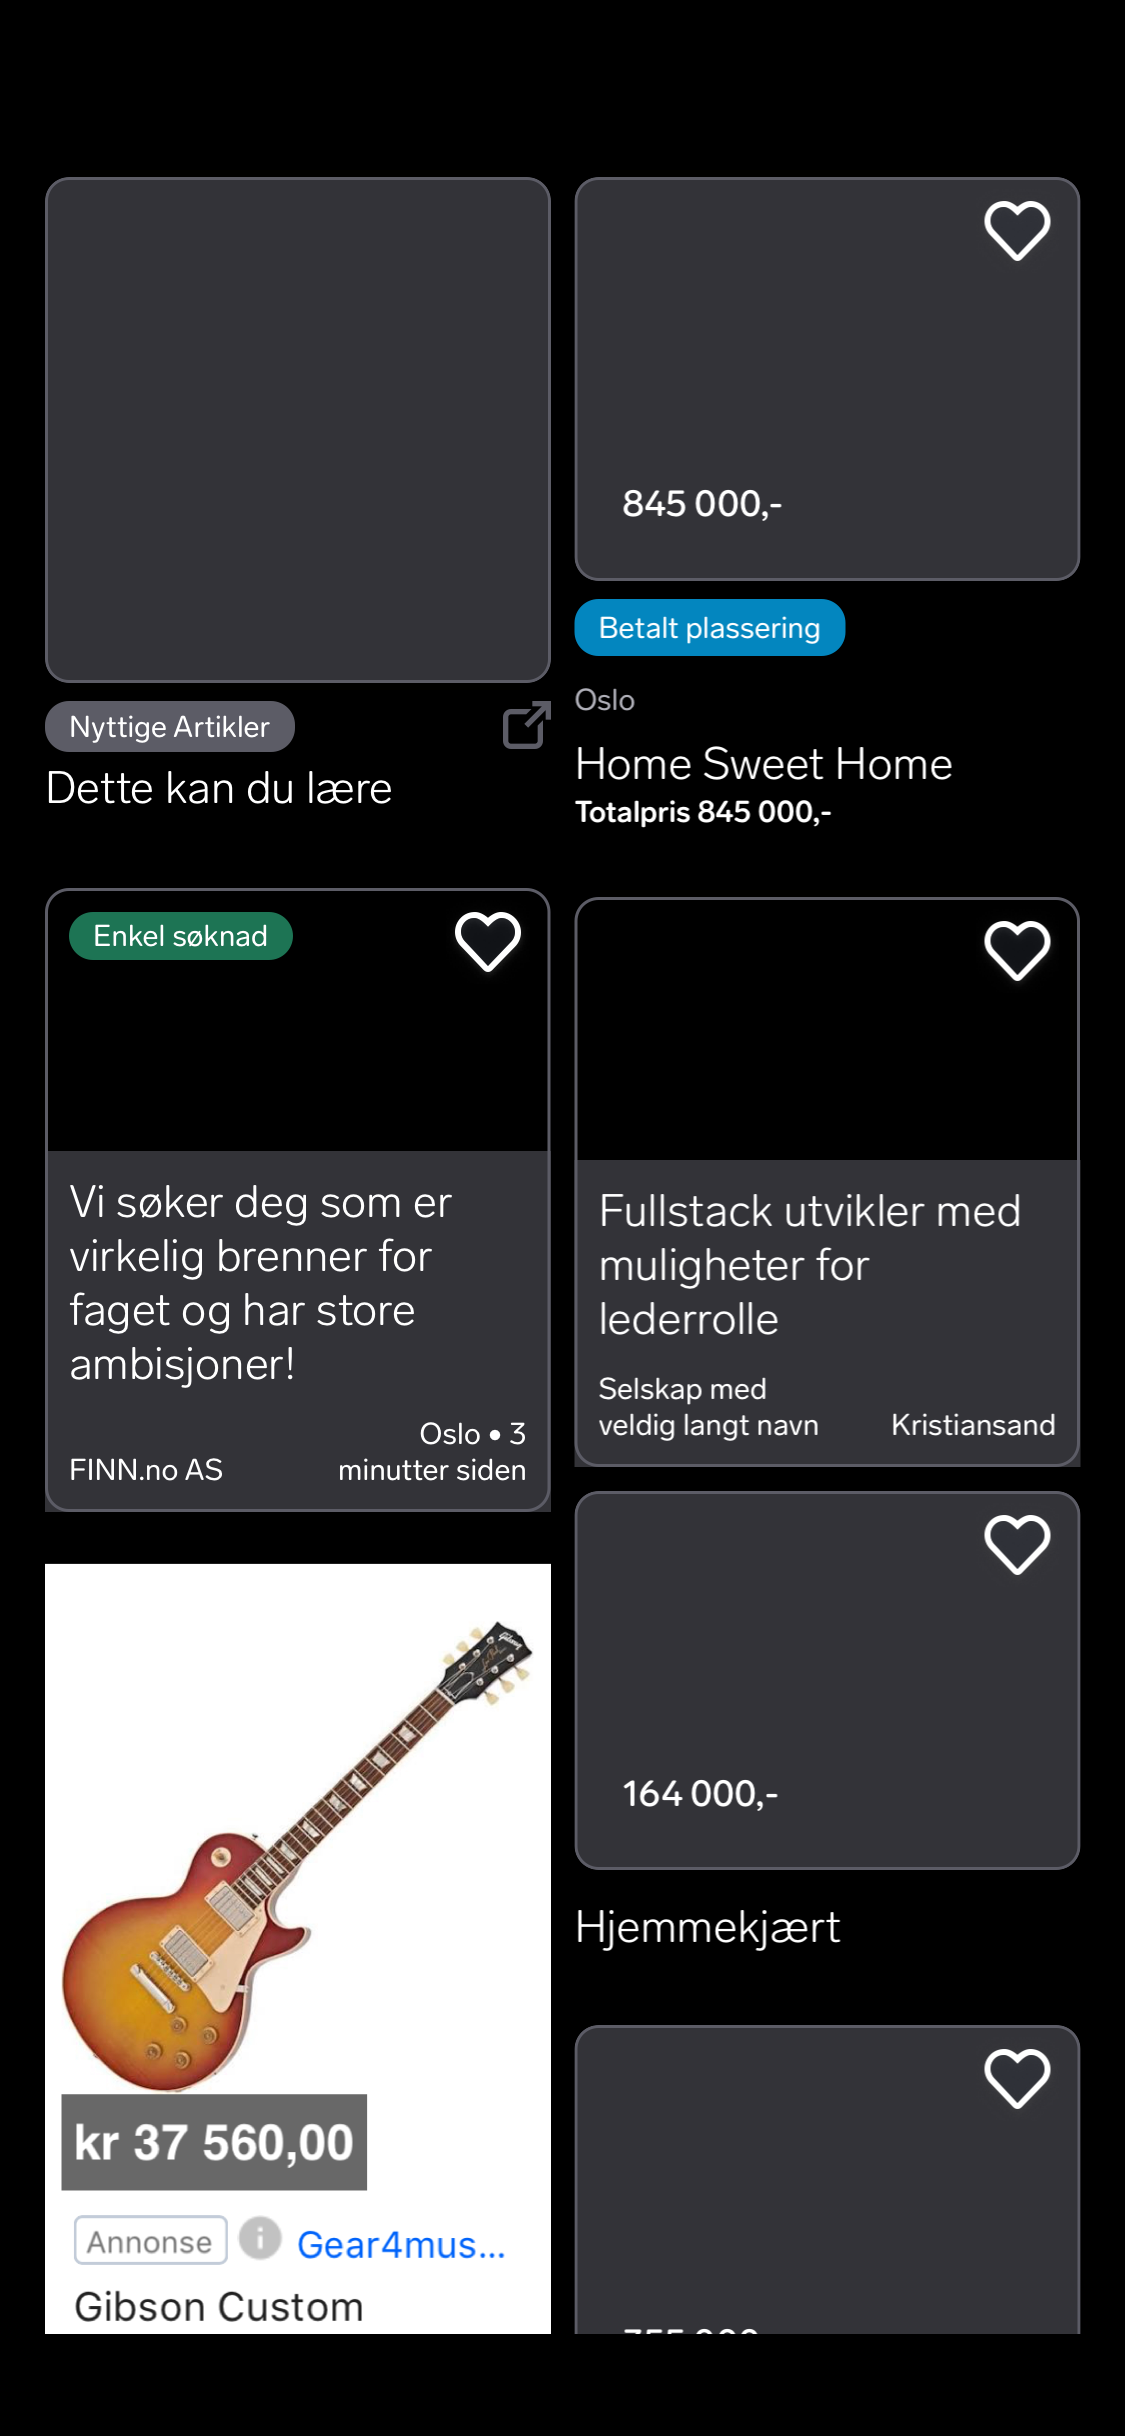 Nyttige Artikler
Dette kan du lære
845 000,-
Betalt plassering
Oslo
Home Sweet Home
Totalpris 845 000,-
Enkel søknad
Vi søker deg som er
virkelig brenner for
faget og har store
ambisjoner!
FINN.no AS
Oslo • 3
minutter siden
Fullstack utvikler med
muligheter for
lederrolle
Selskap med
veldig langt navn
Kristiansand
Gibson
kr 37 560,00
Annonse
Gear4mus...
Gibson Custom
164 000,-
Hjemmekjært